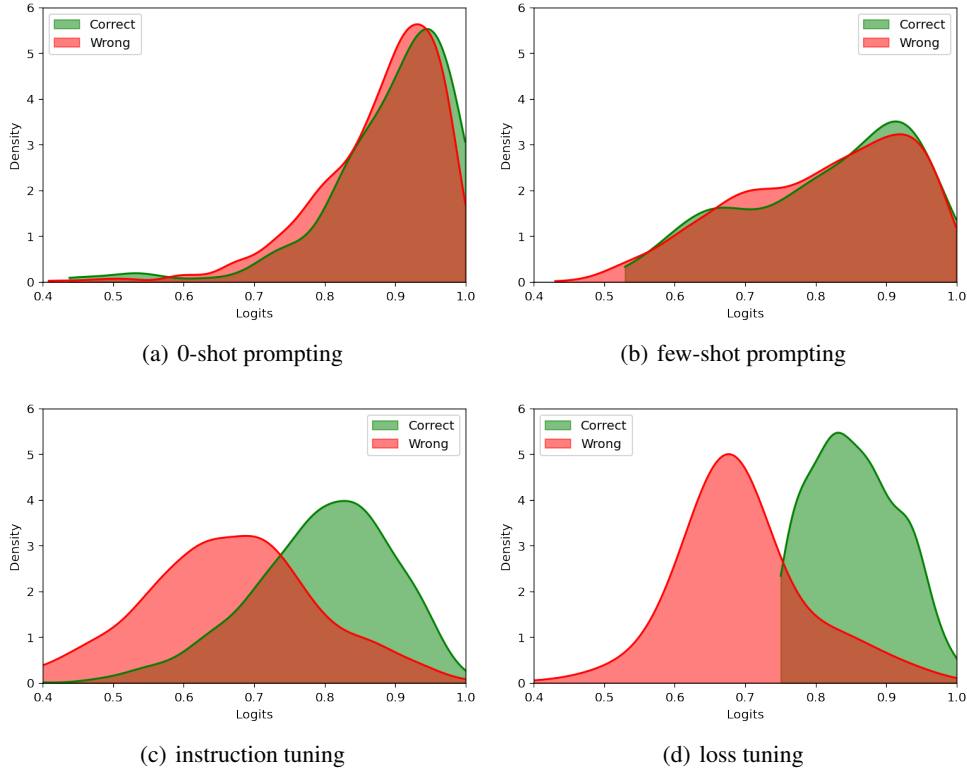 6
5
4
3
2
1
0
Density
Correct
Wrong
0.4 0.5 0.6 0.7 0.8 0.9 1.0
Logits
(a) 0-shot prompting
6
5
4
3
2
1
0
Density
Correct
Wrong
0.4 0.5 0.6 0.7 0.8 0.9 1.0
Logits
(b) few-shot prompting
6
5
4
3
2
1
0
Density
Correct
Wrong
0.4 0.5 0.6 0.7 0.8 0.9 1.0
Logits
(c) instruction tuning
6
5
4
3
2
1
0
Density
Correct
Wrong
0.4 0.5 0.6 0.7 0.8 0.9 1.0
Logits
(d) loss tuning